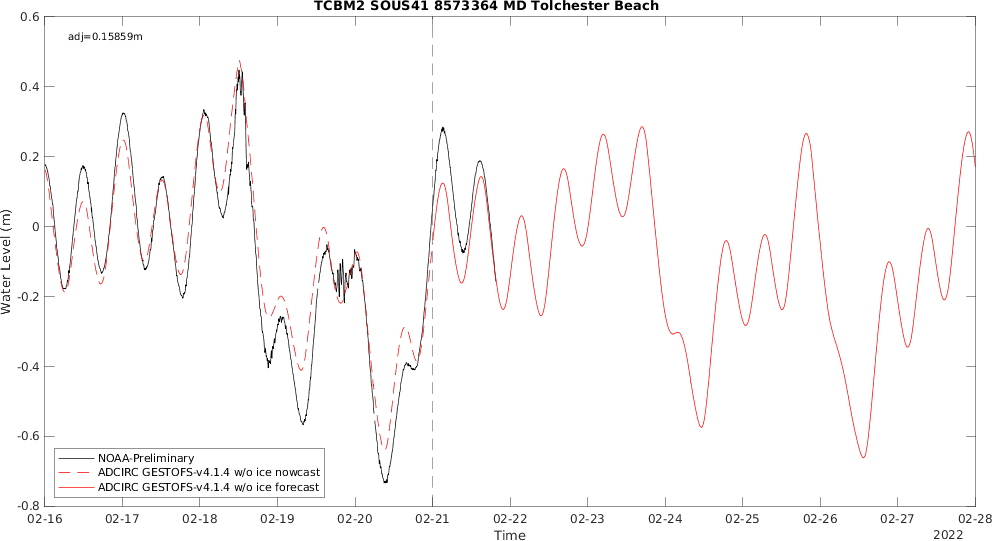 TCBM2 SOUS41 8573364 MD Tolchester Beach
adj=0.15859m
0.6
0.4
0.2
0
-0.2
-0.4
-0.6
-0.8
Water Level (m)
NOAA-Preliminary
ADCIRC GESTOFS-v4.1.4 w/o ice nowcast
ADCIRC GESTOFS-v4.1.4 w/o ice forecast
02-16 02-17 02-18 02-19 02-20 02-21 02-22 02-23 02-24 02-25 02-26 02-27 02-28
Time
2022